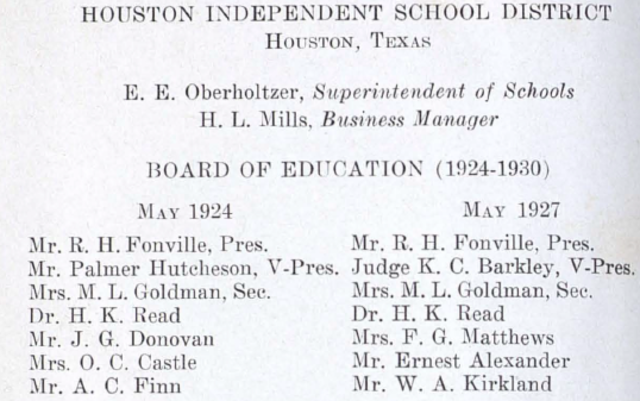 HOUSTON INDEPENDENT SCHOOL DISTRICT
HOUSTON, TEXAS
E. E. Oberholtzer, Superintendent of Schools
H. L. Mills, Business Manager
BOARD OF EDUCATION (1924-1930)
MAY 1924
Mr. R. H. Fonville, Pres.
Mr. Palmer Hutcheson, V-Pres.
Mrs. M. L. Goldman, Sec.
Dr. H. K. Read
Mr. J. G. Donovan
Mrs. O. C. Castle
Mr. A. C. Finn
MAY 1927
Mr. R. H. Fonville, Pres.
Judge K. C. Barkley, V-Pres.
Mrs. M. L. Goldman, Sec.
Dr. H. K. Read
Mrs. F. G. Matthews
Mr. Ernest Alexander
Mr. W. A. Kirkland